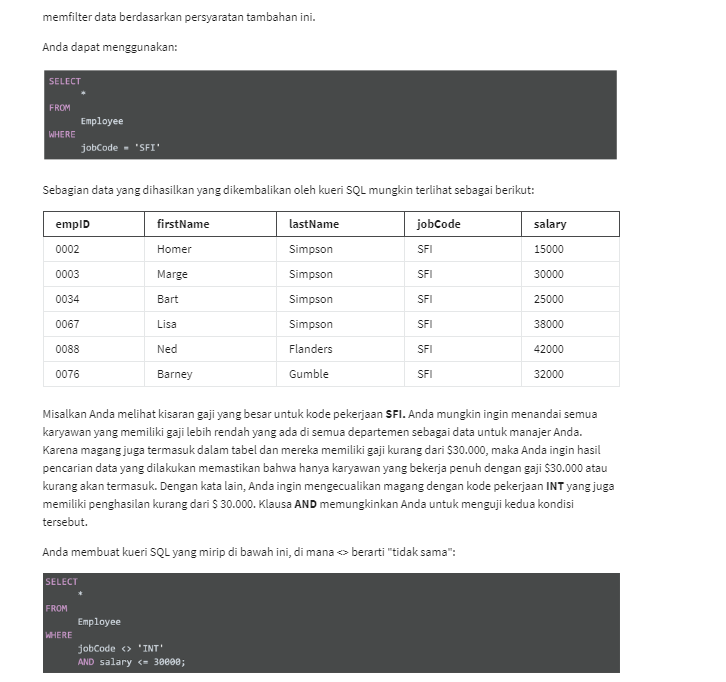 memfilter data berdasarkan persyaratan tambahan ini.
Anda dapat menggunakan:
SELECT
*
FROM
Employee
WHERE
jobCode = 'SFI'
Sebagian data yang dihasilkan yang dikembalikan oleh kueri SQL mungkin terlihat sebagai berikut:
empID firstName lastName jobCode salary
0002 Homer Simpson SFI 15000
0003 Marge Simpson SFI 30000
0034 Bart Simpson SFI 25000
0067 Lisa Simpson SFI 38000
0088 Ned Flanders SFI 42000
0076 Barney Gumble SFI 32000
Misalkan Anda melihat kisaran gaji yang besar untuk kode pekerjaan SFI. Anda mungkin ingin menandai semua
karyawan yang memiliki gaji lebih rendah yang ada di semua departemen sebagai data untuk manajer Anda.
Karena magang juga termasuk dalam tabel dan mereka memiliki gaji kurang dari $30.000, maka Anda ingin hasil
pencarian data yang dilakukan memastikan bahwa hanya karyawan yang bekerja penuh dengan gaji $30.000 atau
kurang akan termasuk. Dengan kata lain, Anda ingin mengecualikan magang dengan kode pekerjaan INT yang juga
memiliki penghasilan kurang dari $ 30.000. Klausa AND memungkinkan Anda untuk menguji kedua kondisi
tersebut.
Anda membuat kueri SQL yang mirip di bawah ini, di mana <> berarti "tidak sama":
SELECT
*
FROM
Employee
WHERE
jobCode <> 'INT'
AND salary <= 30000;